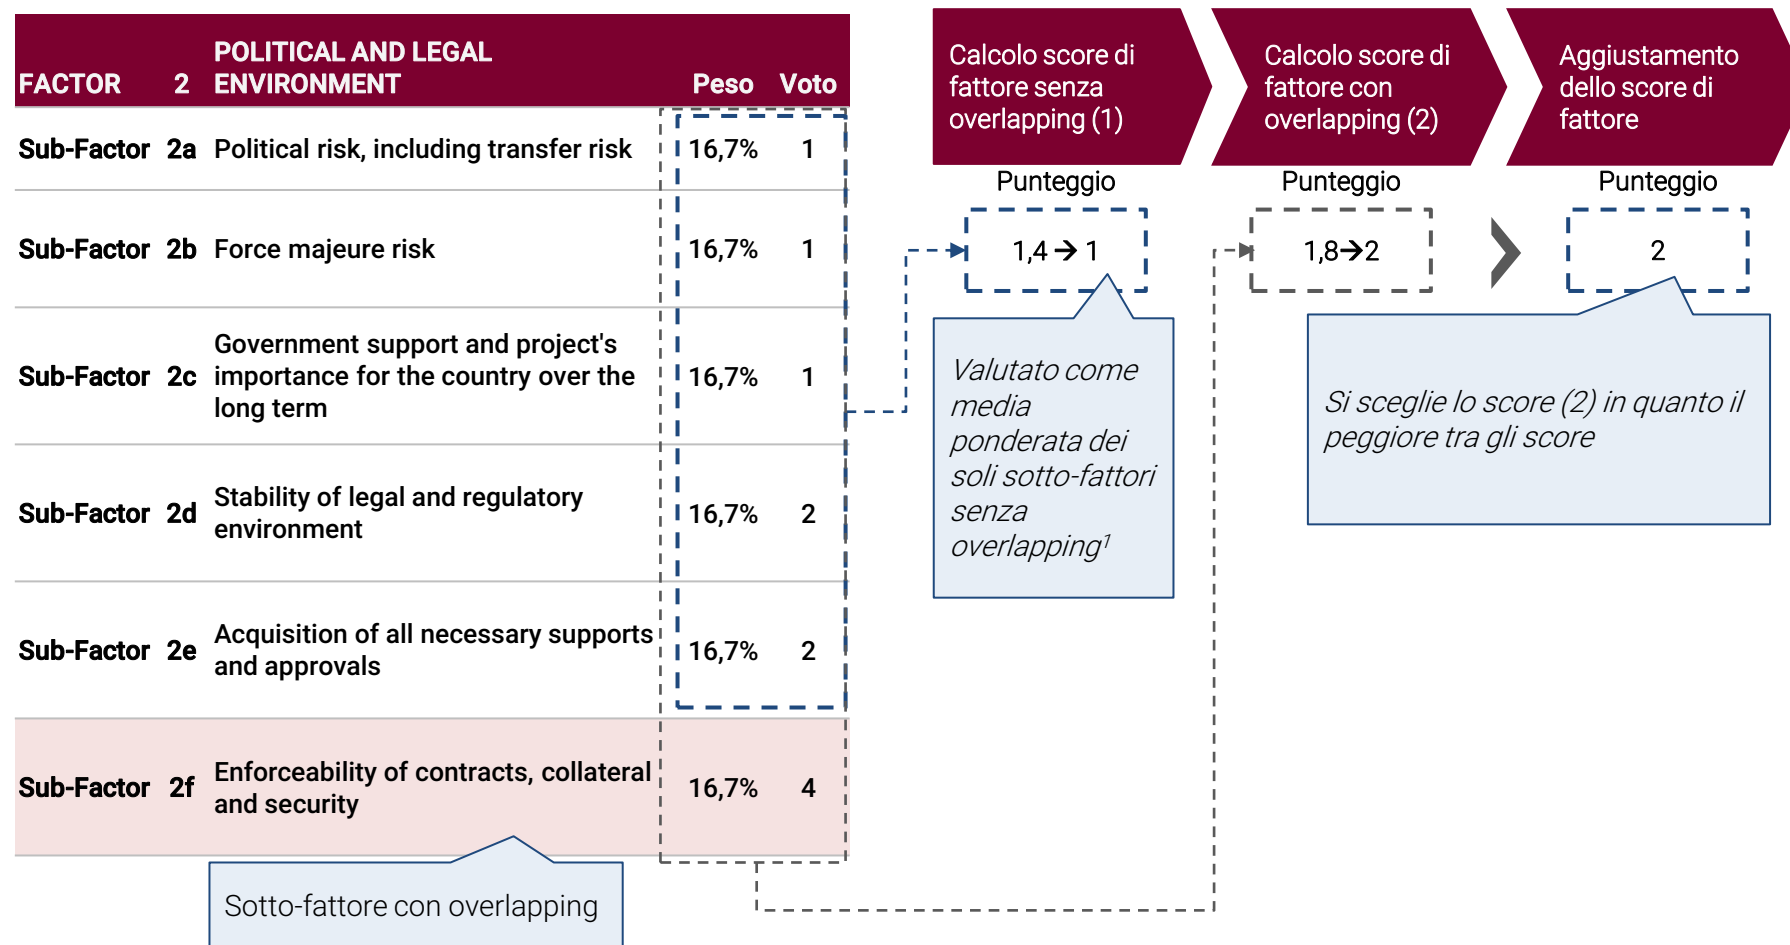 FACTOR 2 POLITICAL AND LEGAL
ENVIRONMENT
Peso Voto
Sub-Factor 2a Political risk, including transfer risk 16,7% 1
Sub-Factor 2b Force majeure risk 16,7% 1
Sub-Factor 2c Government support and project's
importance for the country over the
long term
16,7% 1
Sub-Factor 2d Stability of legal and regulatory
environment
16,7% 2
Sub-Factor 2e Acquisition of all necessary supports
and approvals
16,7% 2
Sub-Factor 2f Enforceability of contracts, collateral
and security
16,7% 4
Sotto-fattore con overlapping
Calcolo score di
fattore senza
overlapping (1)
Punteggio
1,4 → 1
Valutato come
media
ponderata dei
soli sotto-fattori
senza
overlapping¹
Calcolo score di
fattore con
overlapping (2)
Punteggio
1,8→2
Aggiustamento
dello score di
fattore
Punteggio
2
Si sceglie lo score (2) in quanto il
peggiore tra gli score